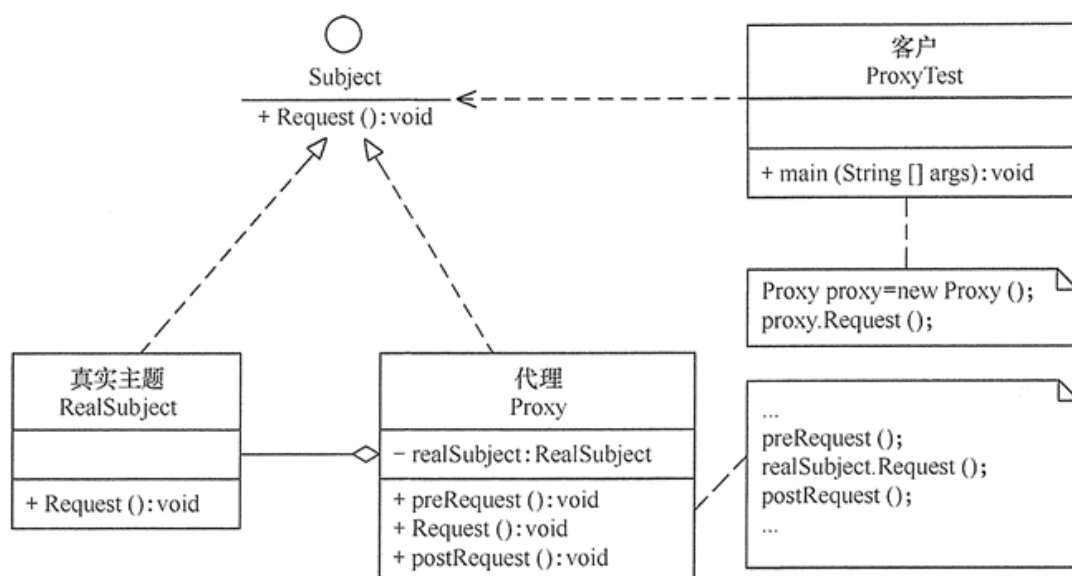 Subject
+ Request ():void
客户
ProxyTest
+ main (String [] args):void
Proxy proxy=new Proxy ();
proxy.Request ();
真实主题
RealSubject
+ Request ():void
代理
Proxy
- realSubject:RealSubject
+ preRequest ():void
+ Request ():void
+ postRequest ():void
...
preRequest ();
realSubject.Request ();
postRequest ();
...